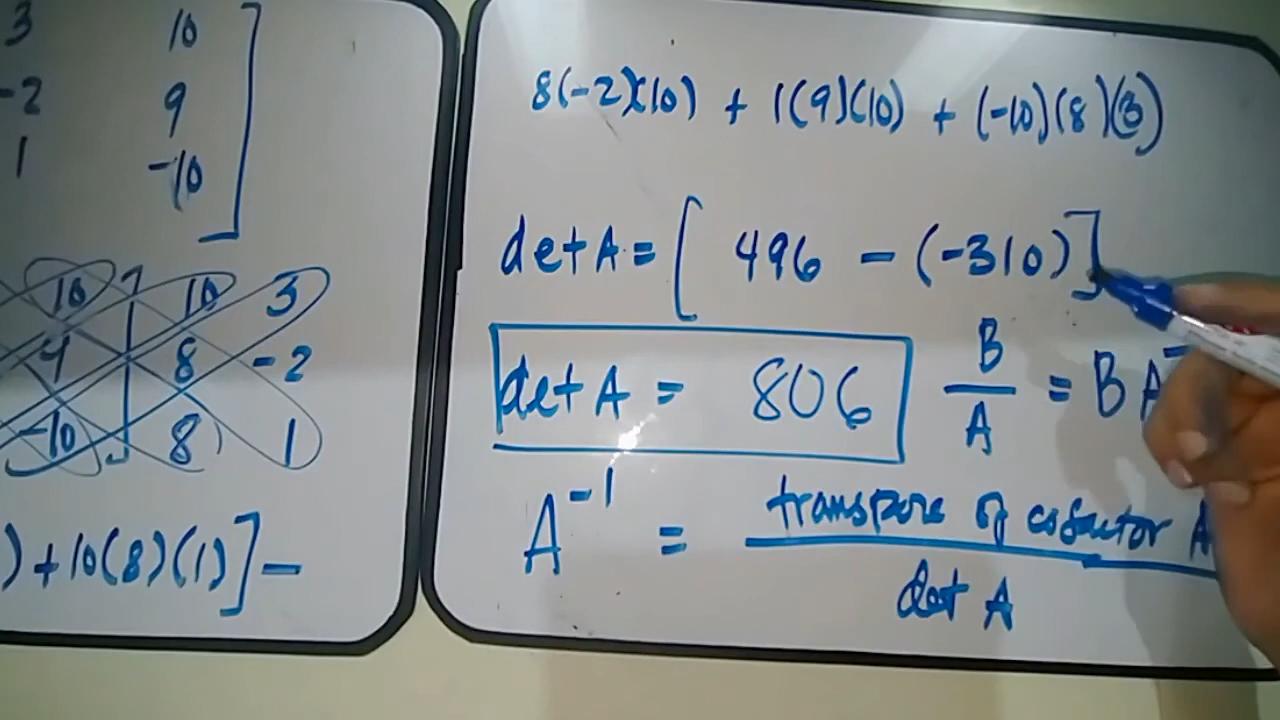 3 10 ]
-2 9
1 -10
10 10 3
4 8 -2
-10 8 1
) + 10(8)(1)] -
8(-2)(10) + 1(9)(10) + (-10)(8)(3)
det A = [ 496 - (-310)]
det A = 806
B/A = BA⁻
A⁻¹ = transpose of cofactor A
det A